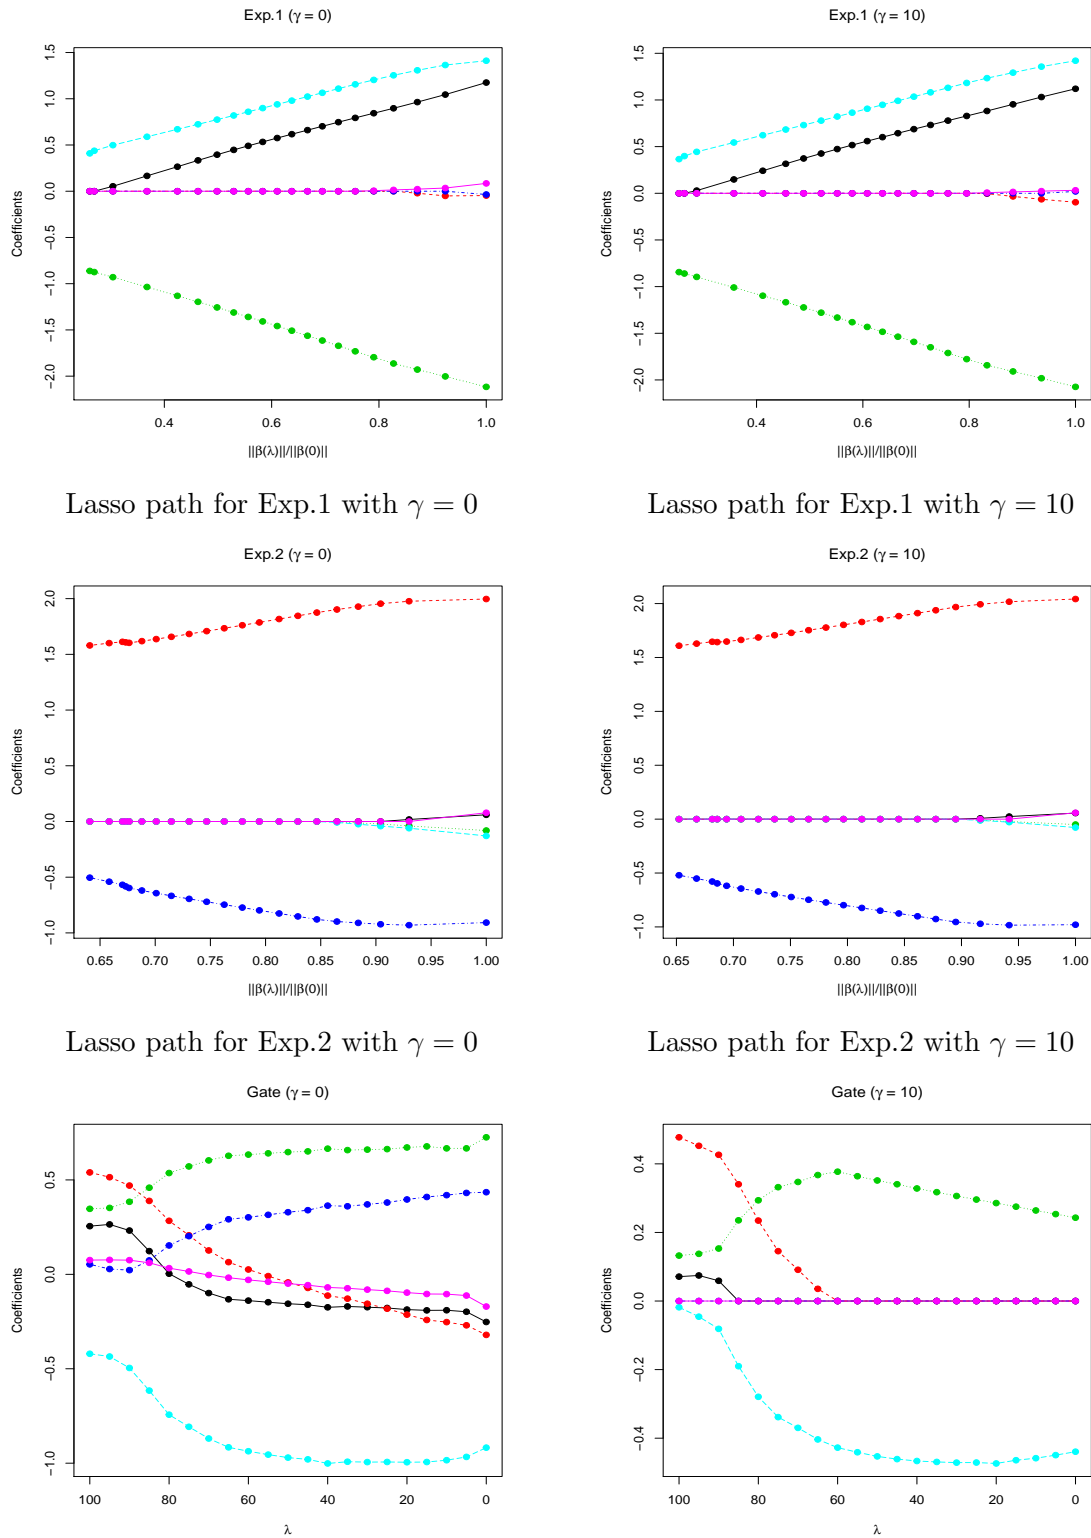 Exp.1 (γ = 0)
Coefficients
−2.0 −1.5 −1.0 0.0 0.5 1.0 1.5
0.4 0.6 0.8 1.0
||β(λ)||/||β(0)||
Lasso path for Exp.1 with γ = 0
Exp.1 (γ = 10)
Coefficients
−2.0 −1.5 −1.0 0.0 0.5 1.0 1.5
0.4 0.6 0.8 1.0
||β(λ)||/||β(0)||
Lasso path for Exp.1 with γ = 10
Exp.2 (γ = 0)
Coefficients
−1.0 −0.5 0.0 0.5 1.0 1.5 2.0
0.65 0.70 0.75 0.80 0.85 0.90 0.95 1.00
||β(λ)||/||β(0)||
Lasso path for Exp.2 with γ = 0
Exp.2 (γ = 10)
Coefficients
−1.0 −0.5 0.0 0.5 1.0 1.5 2.0
0.65 0.70 0.75 0.80 0.85 0.90 0.95 1.00
||β(λ)||/||β(0)||
Lasso path for Exp.2 with γ = 10
Gate (γ = 0)
Coefficients
−1.0 −0.5 0.0 0.5
100 80 60 40 20 0
λ
Gate (γ = 10)
Coefficients
−0.4 −0.2 0.0 0.2 0.4
100 80 60 40 20 0
λ